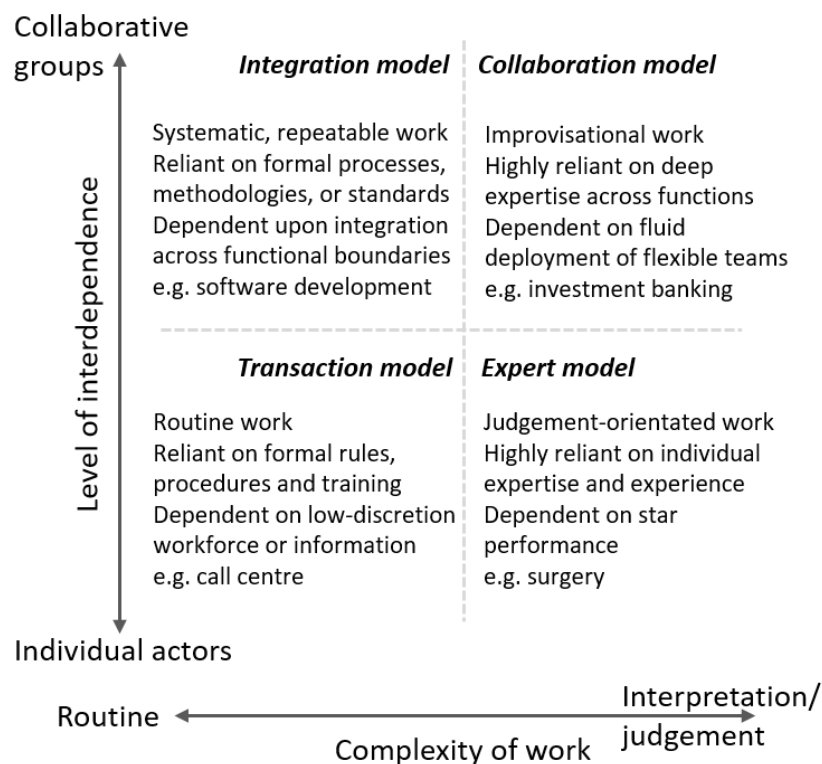 Collaborative
groups
Integration model
Collaboration model
Systematic, repeatable work
Reliant on formal processes,
methodologies, or standards
Dependent upon integration
across functional boundaries
e.g. software development
Improvisational work
Highly reliant on deep
expertise across functions
Dependent on fluid
deployment of flexible teams
e.g. investment banking
Level of interdependence
Transaction model
Expert model
Routine work
Reliant on formal rules,
procedures and training
Dependent on low-discretion
workforce or information
e.g. call centre
Judgement-orientated work
Highly reliant on individual
expertise and experience
Dependent on star
performance
e.g. surgery
Individual actors
Routine
Interpretation/
judgement
Complexity of work